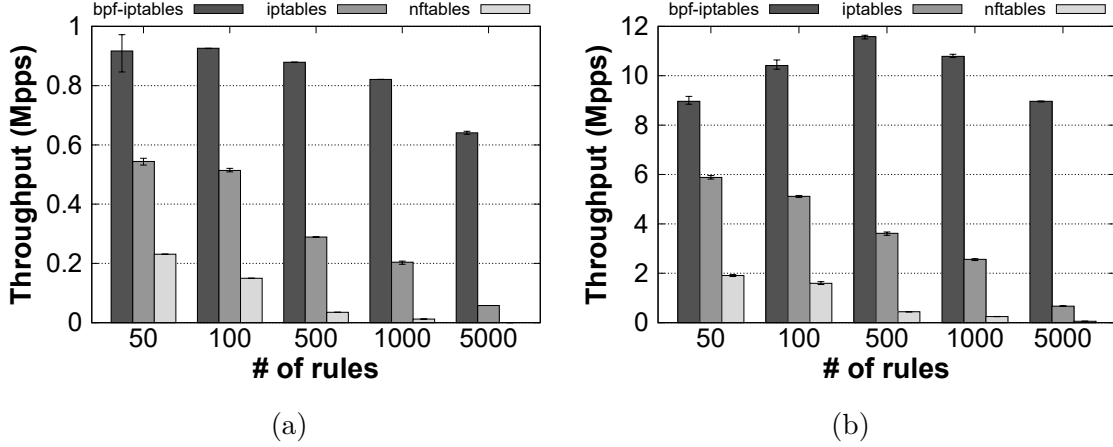 bpf-iptables iptables nftables
Throughput (Mpps)
1
0.8
0.6
0.4
0.2
0
50 100 500 1000 5000
# of rules
(a)
bpf-iptables iptables nftables
Throughput (Mpps)
12
10
8
6
4
2
0
50 100 500 1000 5000
# of rules
(b)